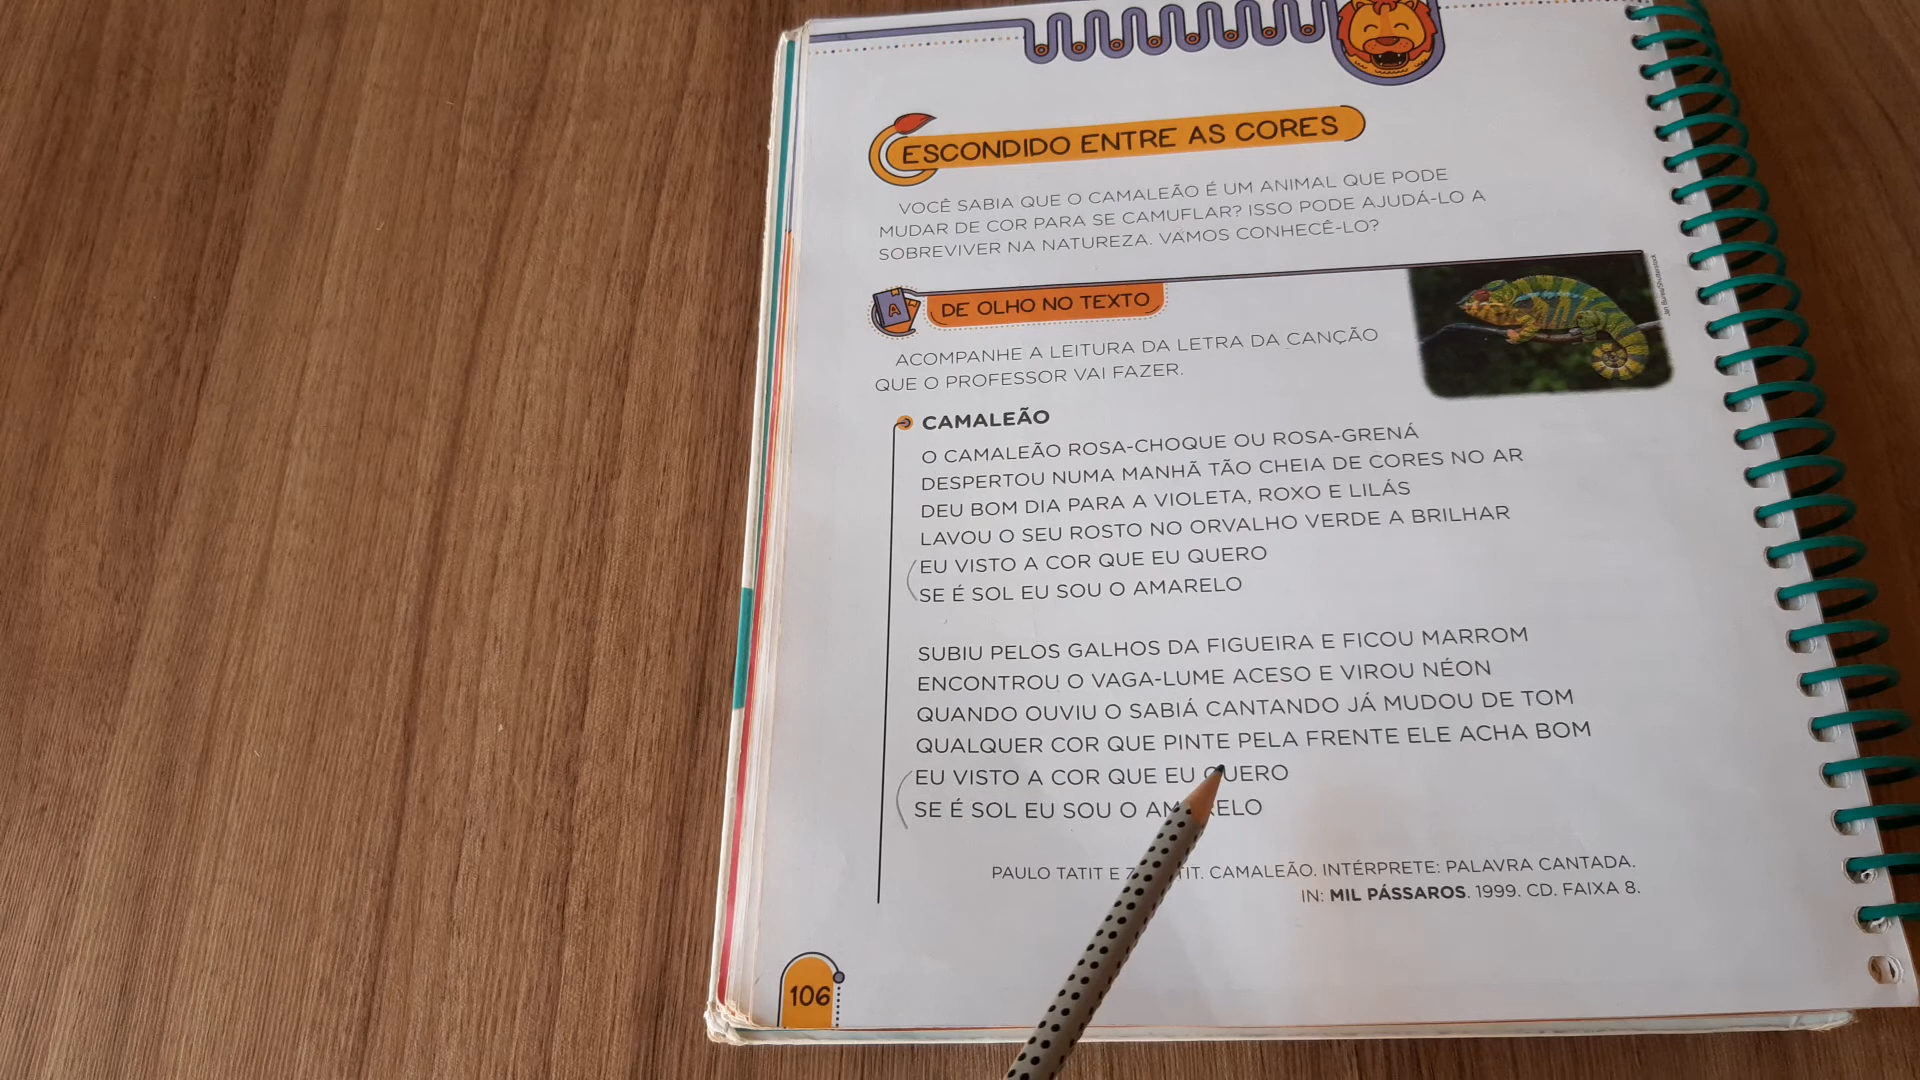 ESCONDIDO ENTRE AS CORES
VOCÊ SABIA QUE O CAMALEÃO É UM ANIMAL QUE PODE
MUDAR DE COR PARA SE CAMUFLAR? ISSO PODE AJUDÁ-LO A
SOBREVIVER NA NATUREZA. VAMOS CONHECÊ-LO?
A
DE OLHO NO TEXTO
ACOMPANHE A LEITURA DA LETRA DA CANÇÃO
QUE O PROFESSOR VAI FAZER.
CAMALEÃO
O CAMALEÃO ROSA-CHOQUE OU ROSA-GRENÁ
DESPERTOU NUMA MANHÃ TÃO CHEIA DE CORES NO AR
DEU BOM DIA PARA A VIOLETA, ROXO E LILÁS
LAVOU O SEU ROSTO NO ORVALHO VERDE A BRILHAR
EU VISTO A COR QUE EU QUERO
SE É SOL EU SOU O AMARELO
SUBIU PELOS GALHOS DA FIGUEIRA E FICOU MARROM
ENCONTROU O VAGA-LUME ACESO E VIROU NÉON
QUANDO OUVIU O SABIÁ CANTANDO JÁ MUDOU DE TOM
QUALQUER COR QUE PINTE PELA FRENTE ELE ACHA BOM
EU VISTO A COR QUE EU QUERO
SE É SOL EU SOU O AMARELO
PAULO TATIT E TATIT. CAMALEÃO. INTÉRPRETE: PALAVRA CANTADA.
IN: MIL PÁSSAROS. 1999. CD. FAIXA 8.
106